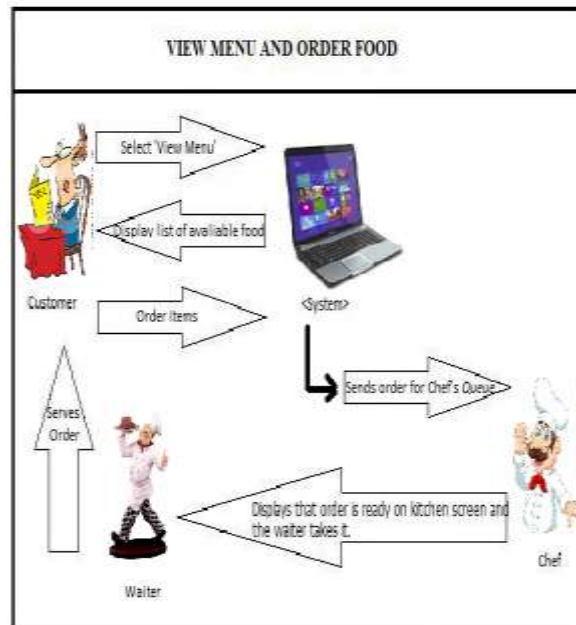 VIEW MENU AND ORDER FOOD
Select 'View Menu'
Display list of avaliable food
Customer
Order Items
<System>
Sends order for Chef's Queue
Serves
Order
Displays that order is ready on kitchen screen and
the waiter takes it.
Chef
Waiter